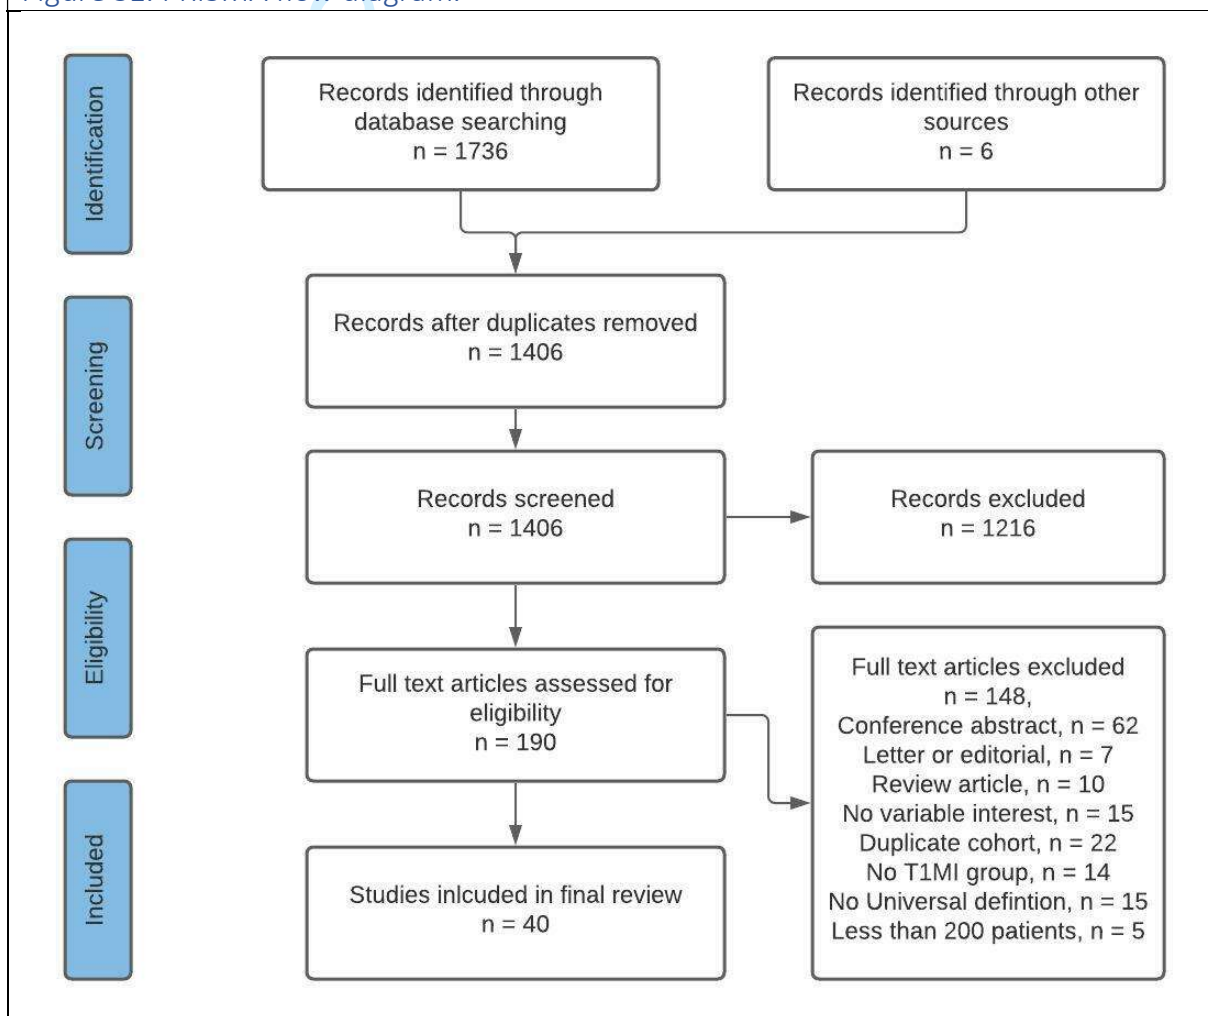 Identification
Records identified through
database searching
n = 1736
Records identified through other
sources
n = 6
Screening
Records after duplicates removed
n = 1406
Records screened
n = 1406
Records excluded
n = 1216
Eligibility
Full text articles assessed for
eligibility
n = 190
Full text articles excluded
n = 148,
Conference abstract, n = 62
Letter or editorial, n = 7
Review article, n = 10
No variable interest, n = 15
Duplicate cohort, n = 22
No T1MI group, n = 14
No Universal defintion, n = 15
Less than 200 patients, n = 5
Included
Studies inlcuded in final review
n = 40